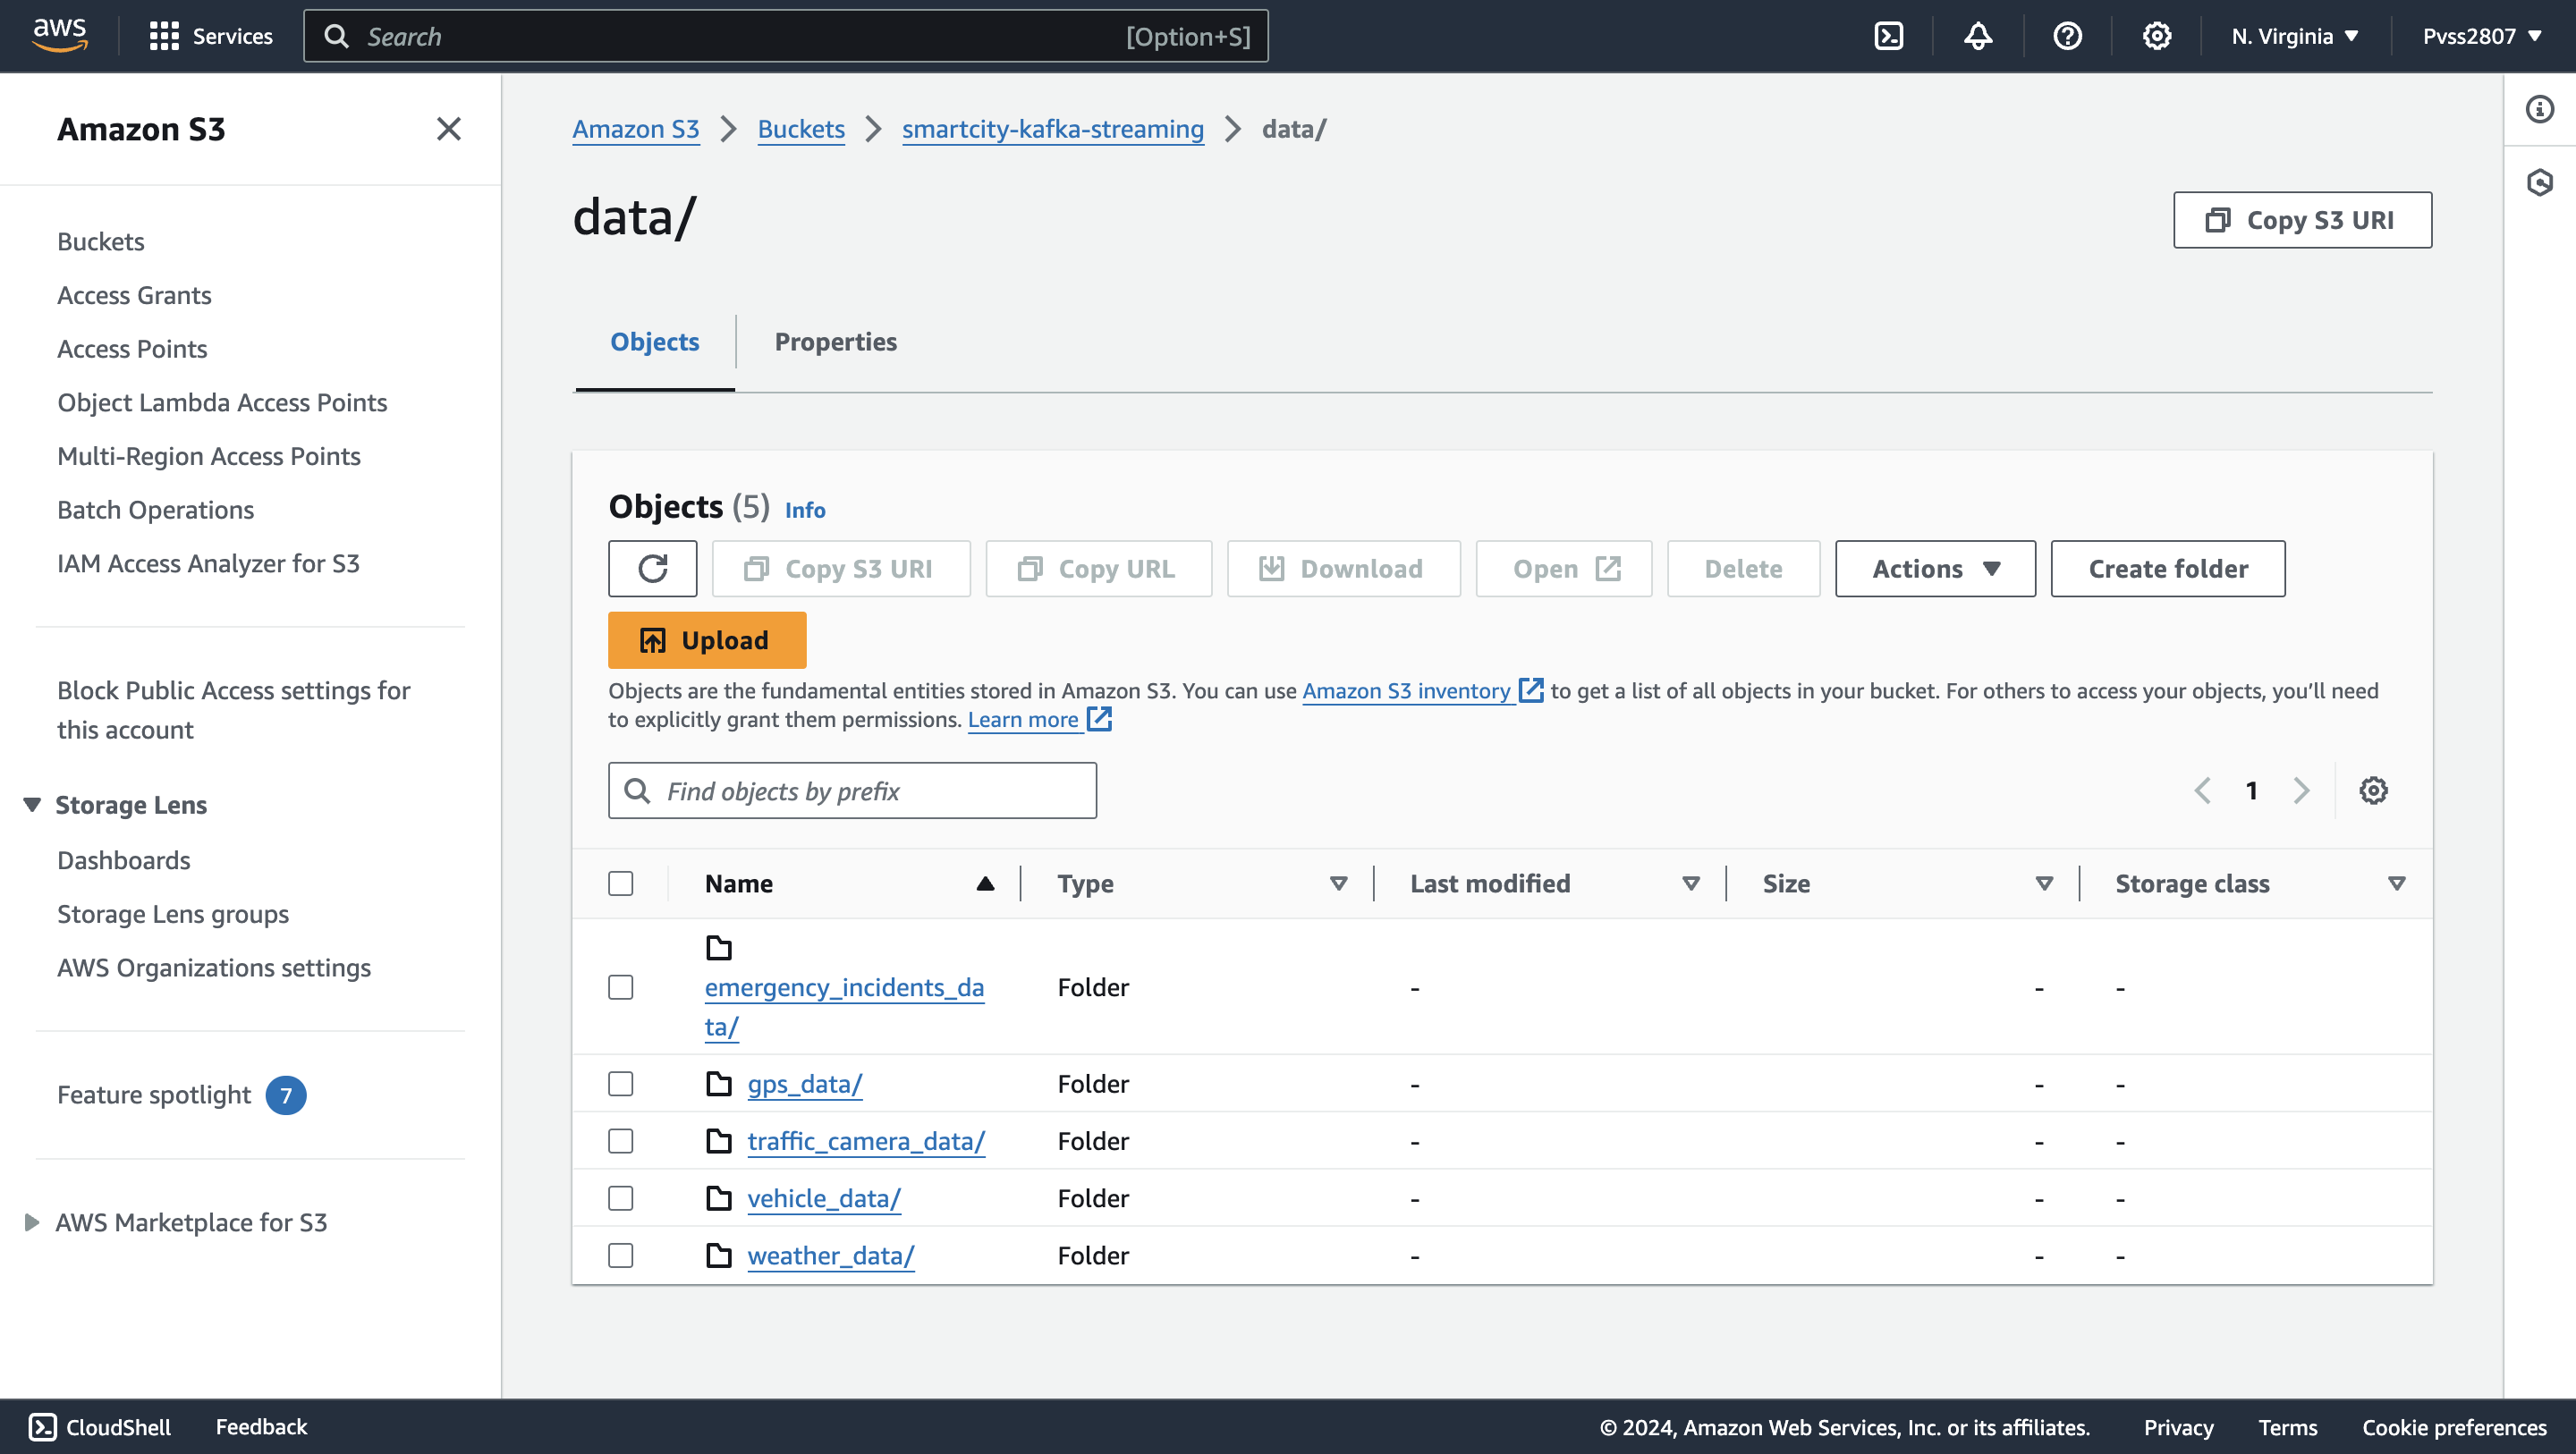 aws
Services
Search
[Option+S]
N. Virginia
Pvss2807
Amazon S3
Buckets
Access Grants
Access Points
Object Lambda Access Points
Multi-Region Access Points
Batch Operations
IAM Access Analyzer for S3
Block Public Access settings for
this account
Storage Lens
Dashboards
Storage Lens groups
AWS Organizations settings
Feature spotlight 7
AWS Marketplace for S3
Amazon S3 > Buckets > smartcity-kafka-streaming > data/
data/
Copy S3 URI
Objects
Properties
Objects (5) Info
Copy S3 URI
Copy URL
Download
Open
Delete
Actions
Create folder
Upload
Objects are the fundamental entities stored in Amazon S3. You can use Amazon S3 inventory to get a list of all objects in your bucket. For others to access your objects, you'll need
to explicitly grant them permissions. Learn more
Find objects by prefix
1
Name Type Last modified Size Storage class
emergency_incidents_da
ta/
Folder - - -
gps_data/ Folder - - -
traffic_camera_data/ Folder - - -
vehicle_data/ Folder - - -
weather_data/ Folder - - -
CloudShell
Feedback
© 2024, Amazon Web Services, Inc. or its affiliates.
Privacy
Terms
Cookie preferences